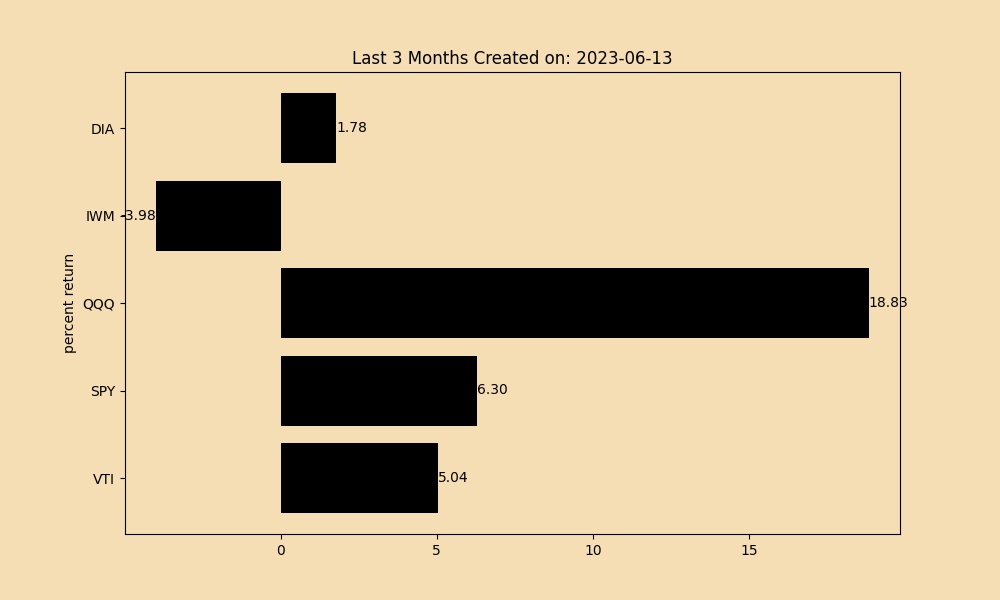 Last 3 Months Created on: 2023-06-13
percent return
DIA
1.78
IWM
-3.98
QQQ
18.83
SPY
6.30
VTI
5.04
0 5 10 15